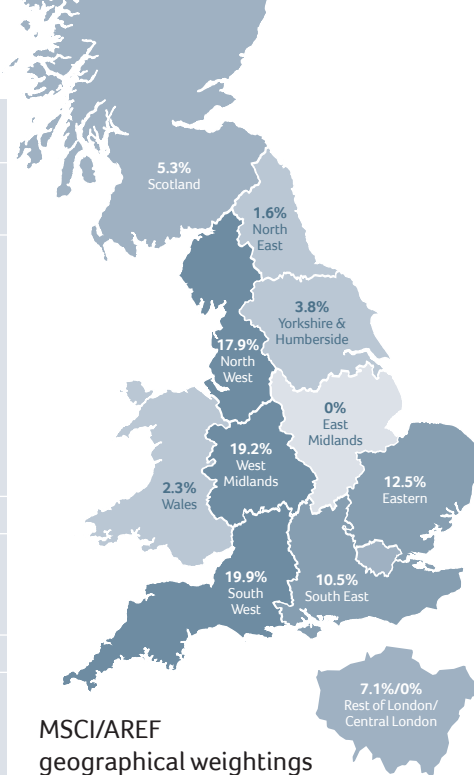 5.3%
Scotland
1.6%
North
East
3.8%
Yorkshire &
Humberside
17.9%
North
West
0%
East
Midlands
19.2%
West
Midlands
2.3%
Wales
12.5%
Eastern
19.9%
South
West
10.5%
South East
7.1%/0%
Rest of London/
Central London
MSCI/AREF
geographical weightings